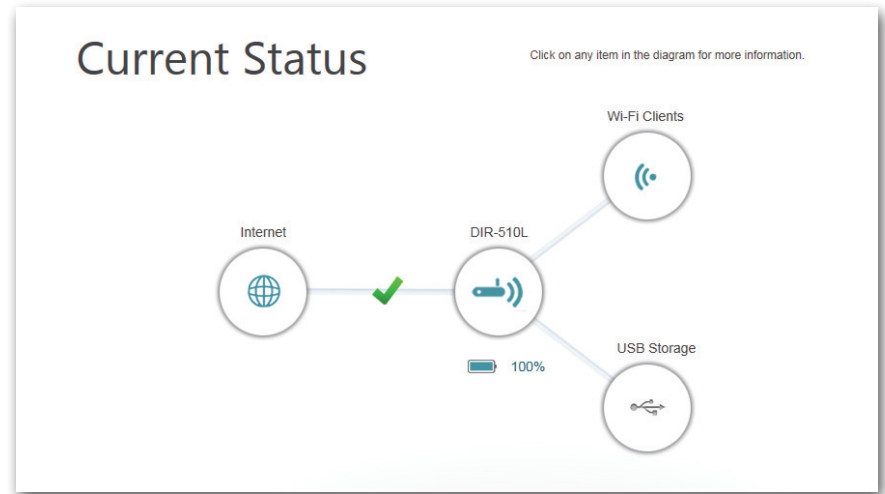 Current Status
Click on any item in the diagram for more information.
Wi-Fi Clients
Internet
DIR-510L
USB Storage
100%